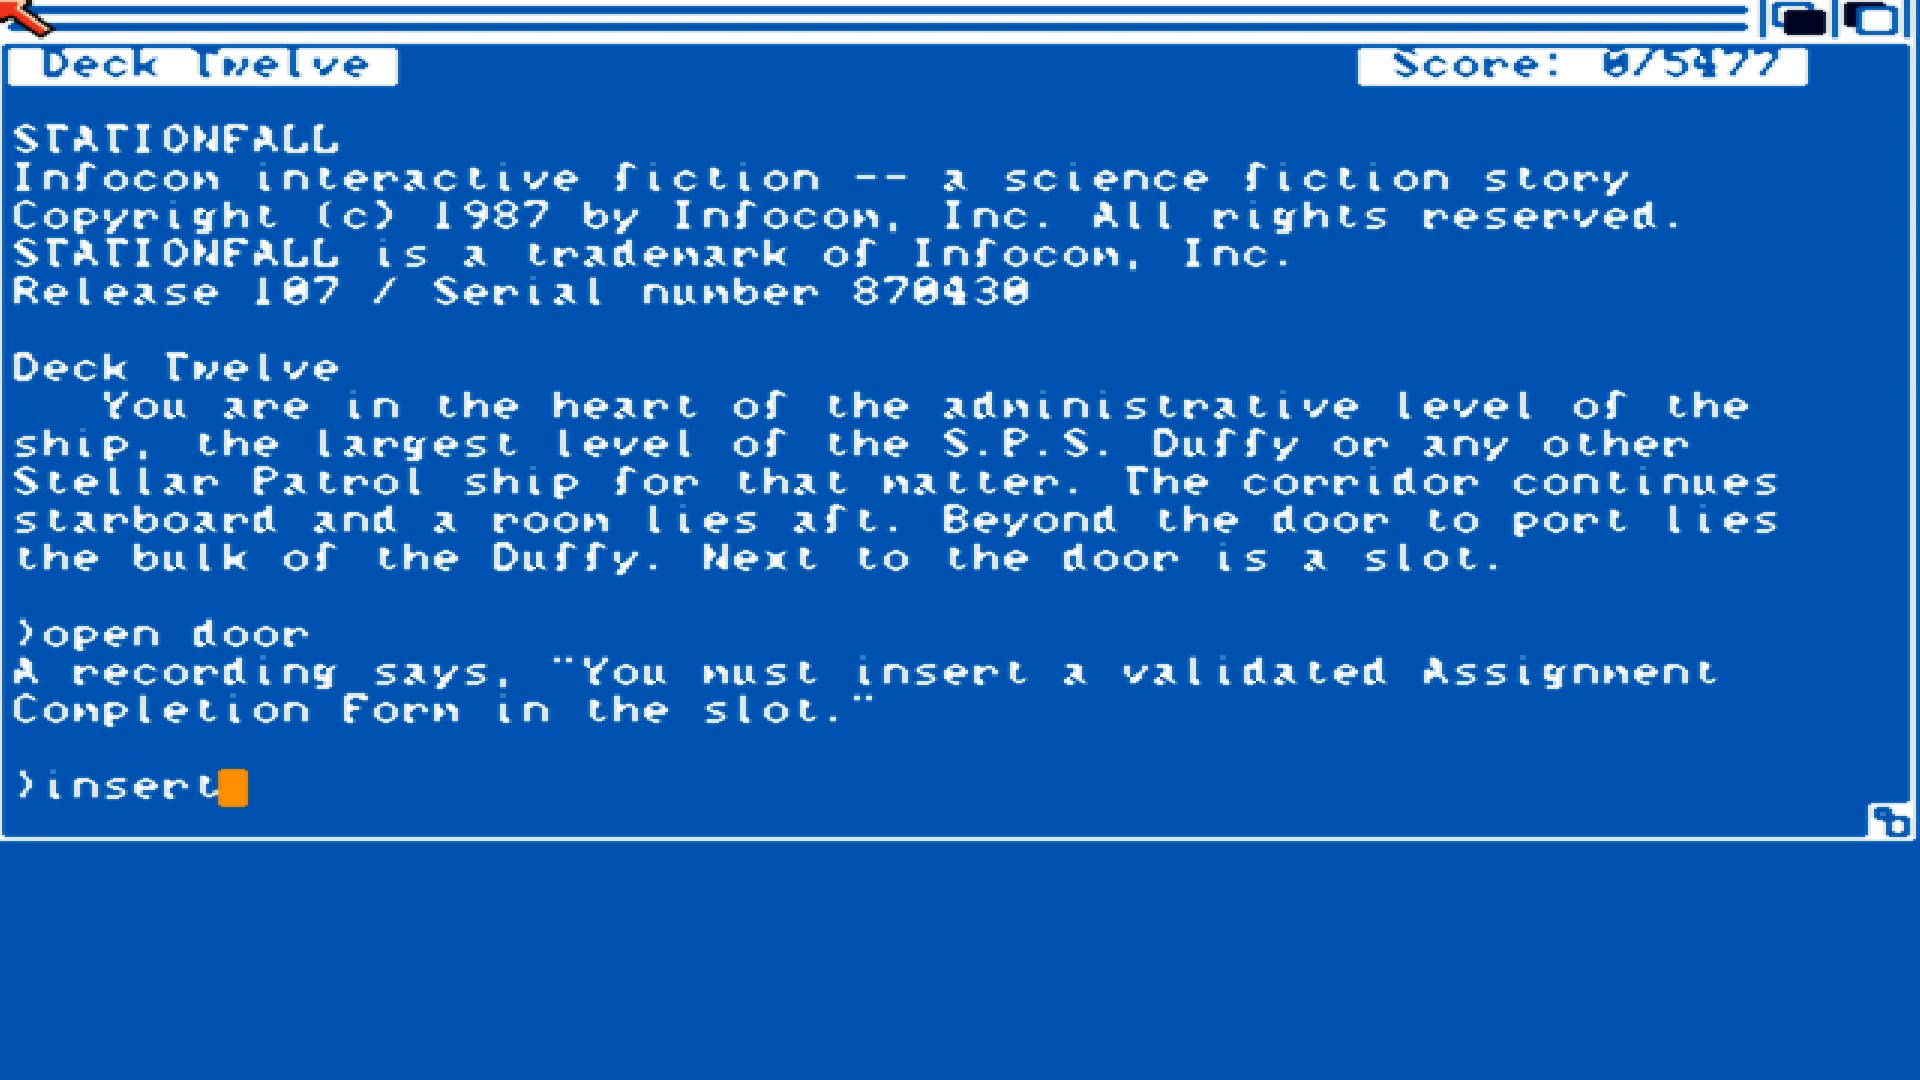 Deck Twelve Score: 0/5477
STATIONFALL
Infocom interactive fiction -- a science fiction story
Copyright (c) 1987 by Infocom, Inc. All rights reserved.
STATIONFALL is a trademark of Infocom, Inc.
Release 107 / Serial number 870430
Deck Twelve
You are in the heart of the administrative level of the
ship, the largest level of the S.P.S. Duffy or any other
Stellar Patrol ship for that matter. The corridor continues
starboard and a room lies aft. Beyond the door to port lies
the bulk of the Duffy. Next to the door is a slot.
>open door
A recording says, "You must insert a validated Assignment
Completion Form in the slot."
>insert